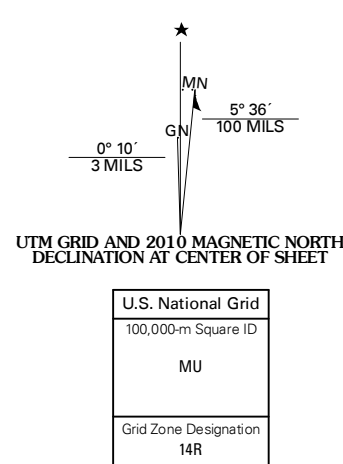 MN
5° 36´
100 MILS
GN
0° 10´
3 MILS
UTM GRID AND 2010 MAGNETIC NORTH
DECLINATION AT CENTER OF SHEET
U.S. National Grid
100,000-m Square ID
MU
Grid Zone Designation
14R